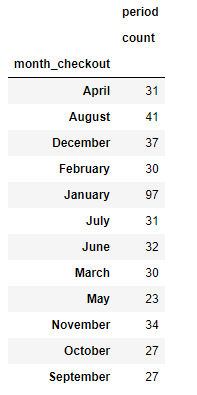 period
count
month_checkout
April 31
August 41
December 37
February 30
January 97
July 31
June 32
March 30
May 23
November 34
October 27
September 27